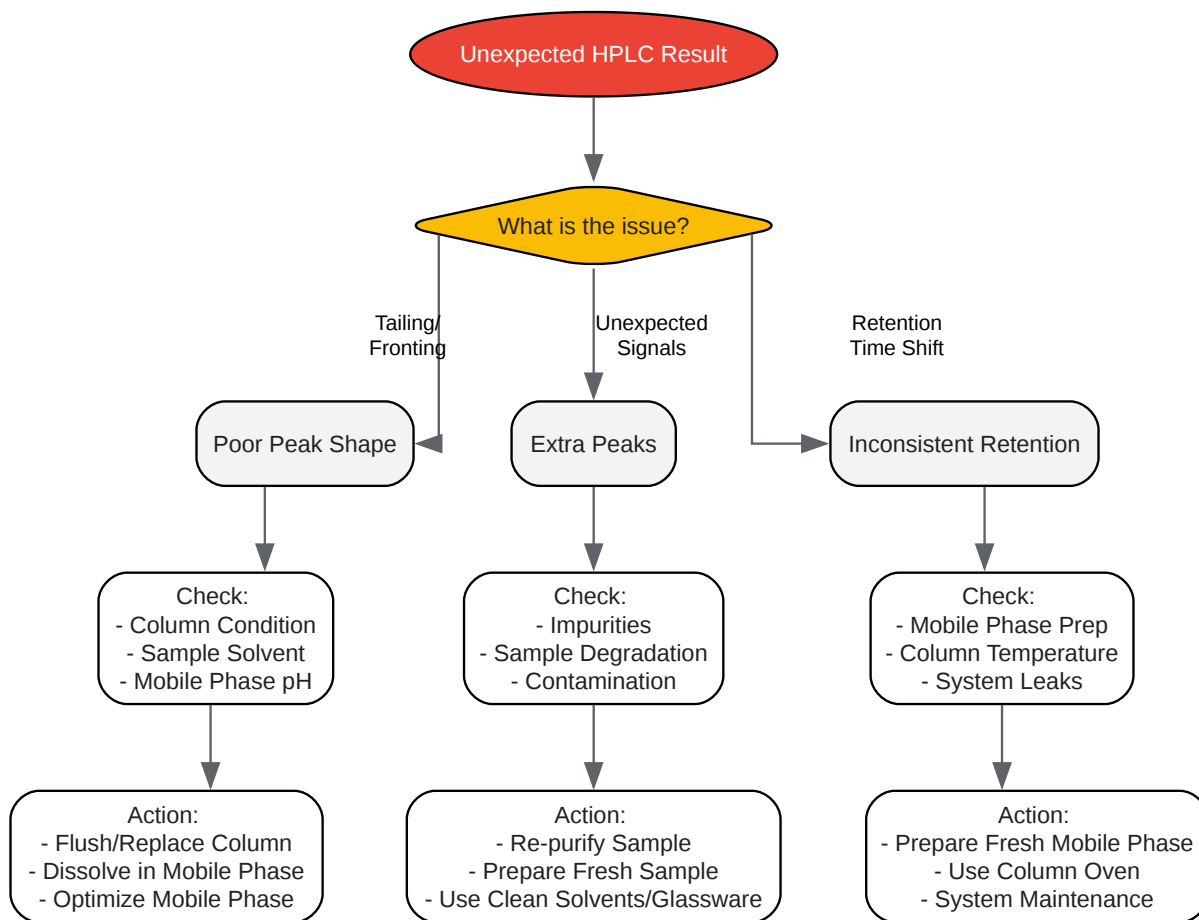 Unexpected HPLC Result
What is the issue?
Tailing/
Fronting
Unexpected
Signals
Retention
Time Shift
Poor Peak Shape
Extra Peaks
Inconsistent Retention
Check:
- Column Condition
- Sample Solvent
- Mobile Phase pH
Check:
- Impurities
- Sample Degradation
- Contamination
Check:
- Mobile Phase Prep
- Column Temperature
- System Leaks
Action:
- Flush/Replace Column
- Dissolve in Mobile Phase
- Optimize Mobile Phase
Action:
- Re-purify Sample
- Prepare Fresh Sample
- Use Clean Solvents/Glassware
Action:
- Prepare Fresh Mobile Phase
- Use Column Oven
- System Maintenance